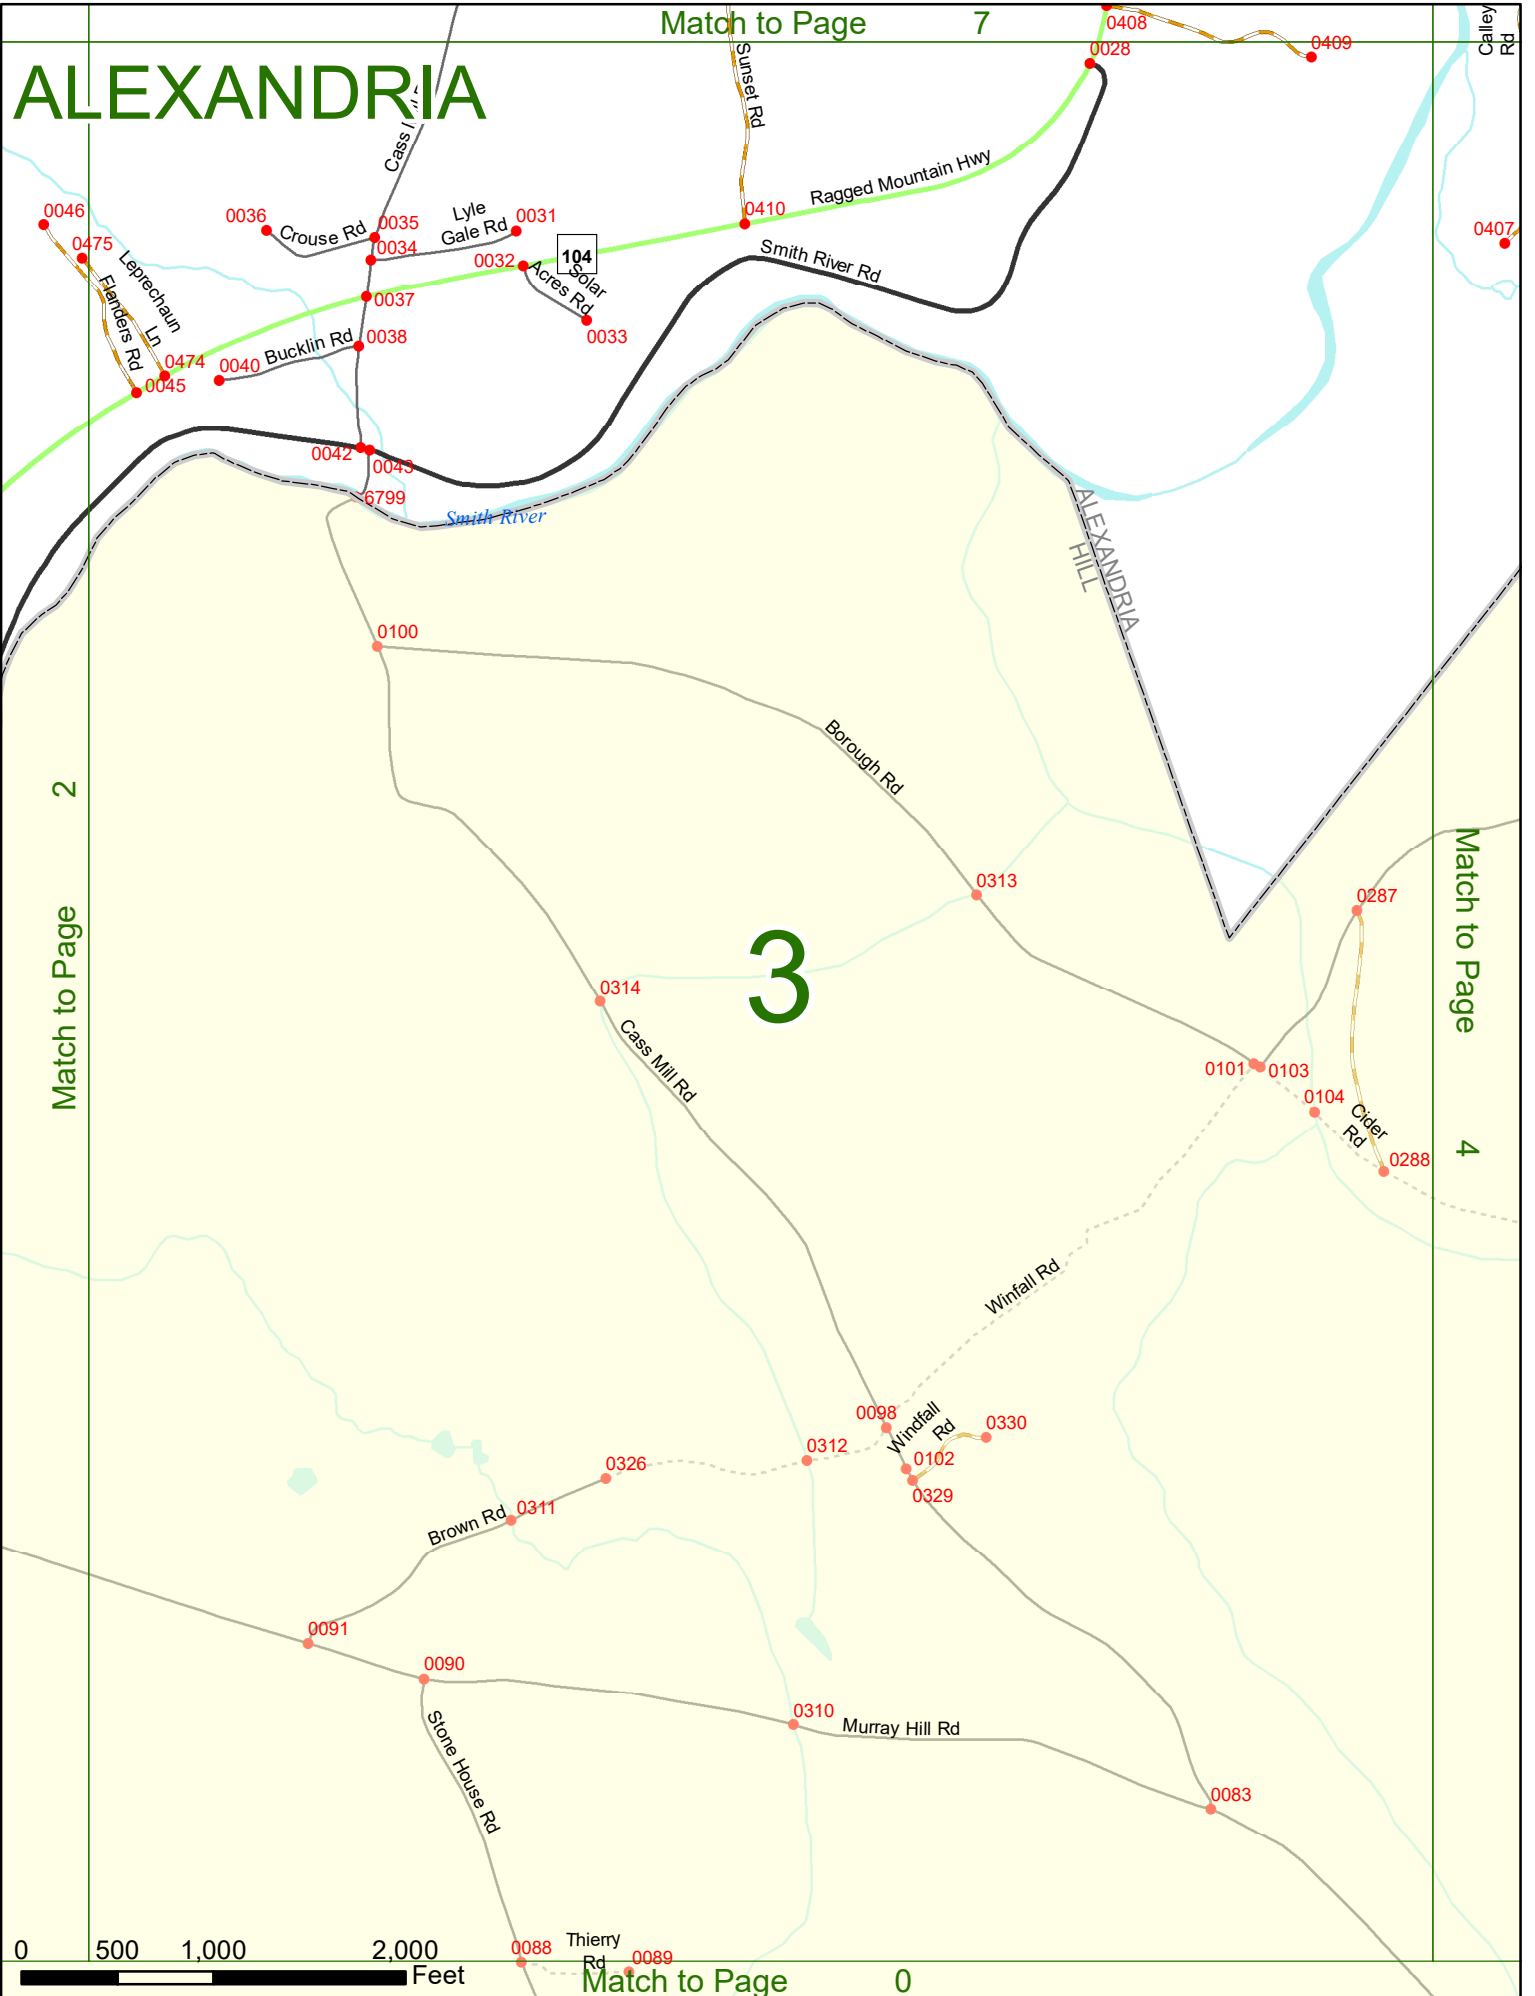 Match to Page 7
ALEXANDRIA
Calley
Rd
0408
0409
0028
Sunset Rd
Cass
Ragged Mountain Hwy
0410
0407
0046
0475
0036
Crouse Rd
0035
0034
Lyle
Gale Rd
0031
104
0032
Solar
Acres Rd
0033
Smith River Rd
Leprechaun
Ln
Flanders Rd
0037
0038
Bucklin Rd
0040
0474
0045
0042
0043
6799
Smith River
ALEXANDRIA
HILL
0100
Borough Rd
2
Match to Page
0313
0287
Match to Page
4
3
0314
Cass Mill Rd
0101
0103
0104
Cider
Rd
0288
Winfall Rd
0098
Windfall
Rd
0330
0102
0329
0312
0326
0311
Brown Rd
0091
0090
0310
Murray Hill Rd
Stone House Rd
0083
0088
Thierry
Rd
0089
0 500 1,000 2,000
Feet
Match to Page 0